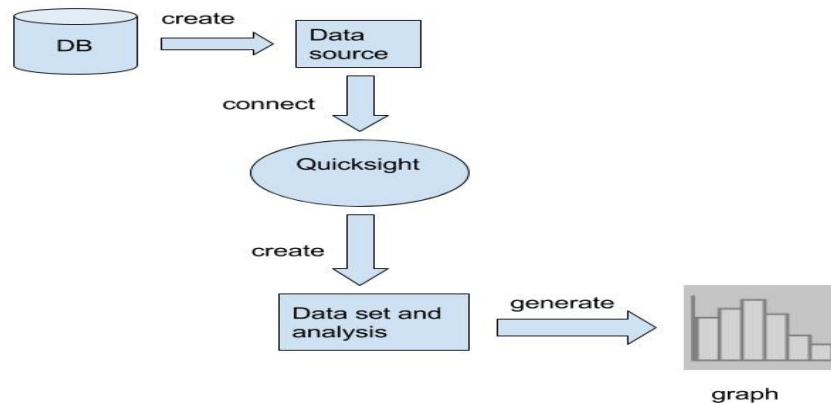 create
DB
Data
source
connect
Quicksight
create
Data set and
analysis
generate
graph